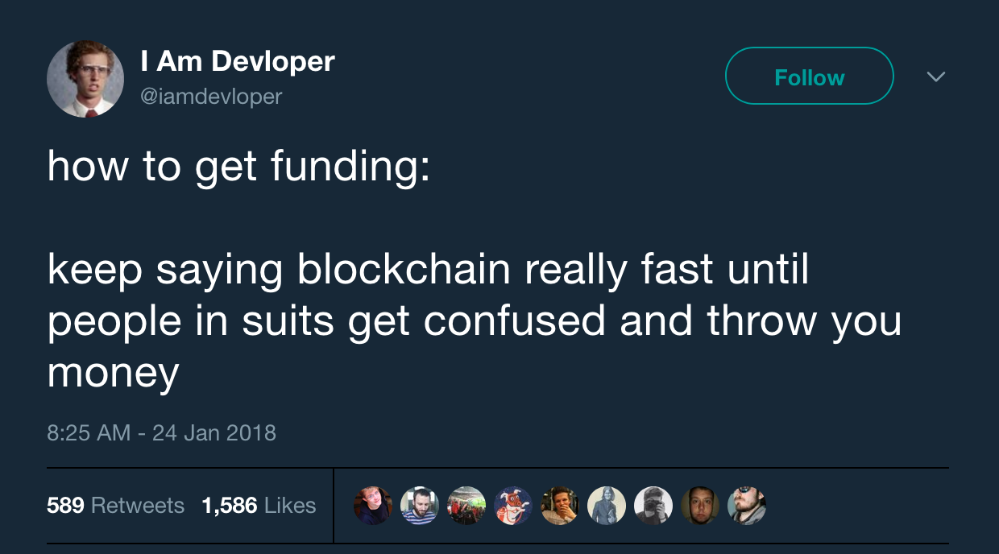 I Am Devloper
@iamdevloper
Follow
how to get funding:
keep saying blockchain really fast until
people in suits get confused and throw you
money
8:25 AM - 24 Jan 2018
589 Retweets 1,586 Likes